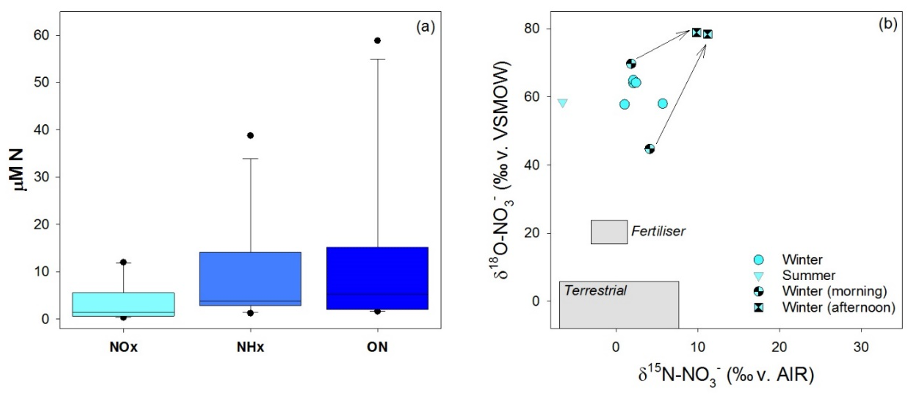 (a)
60
50
40
30
20
10
0
μM N
NOx NHx ON
(b)
80
60
40
20
0
δ18O-NO3- (‰ v. VSMOW)
Fertiliser
Terrestrial
Winter
Summer
Winter (morning)
Winter (afternoon)
0 10 20 30
δ15N-NO3- (‰ v. AIR)